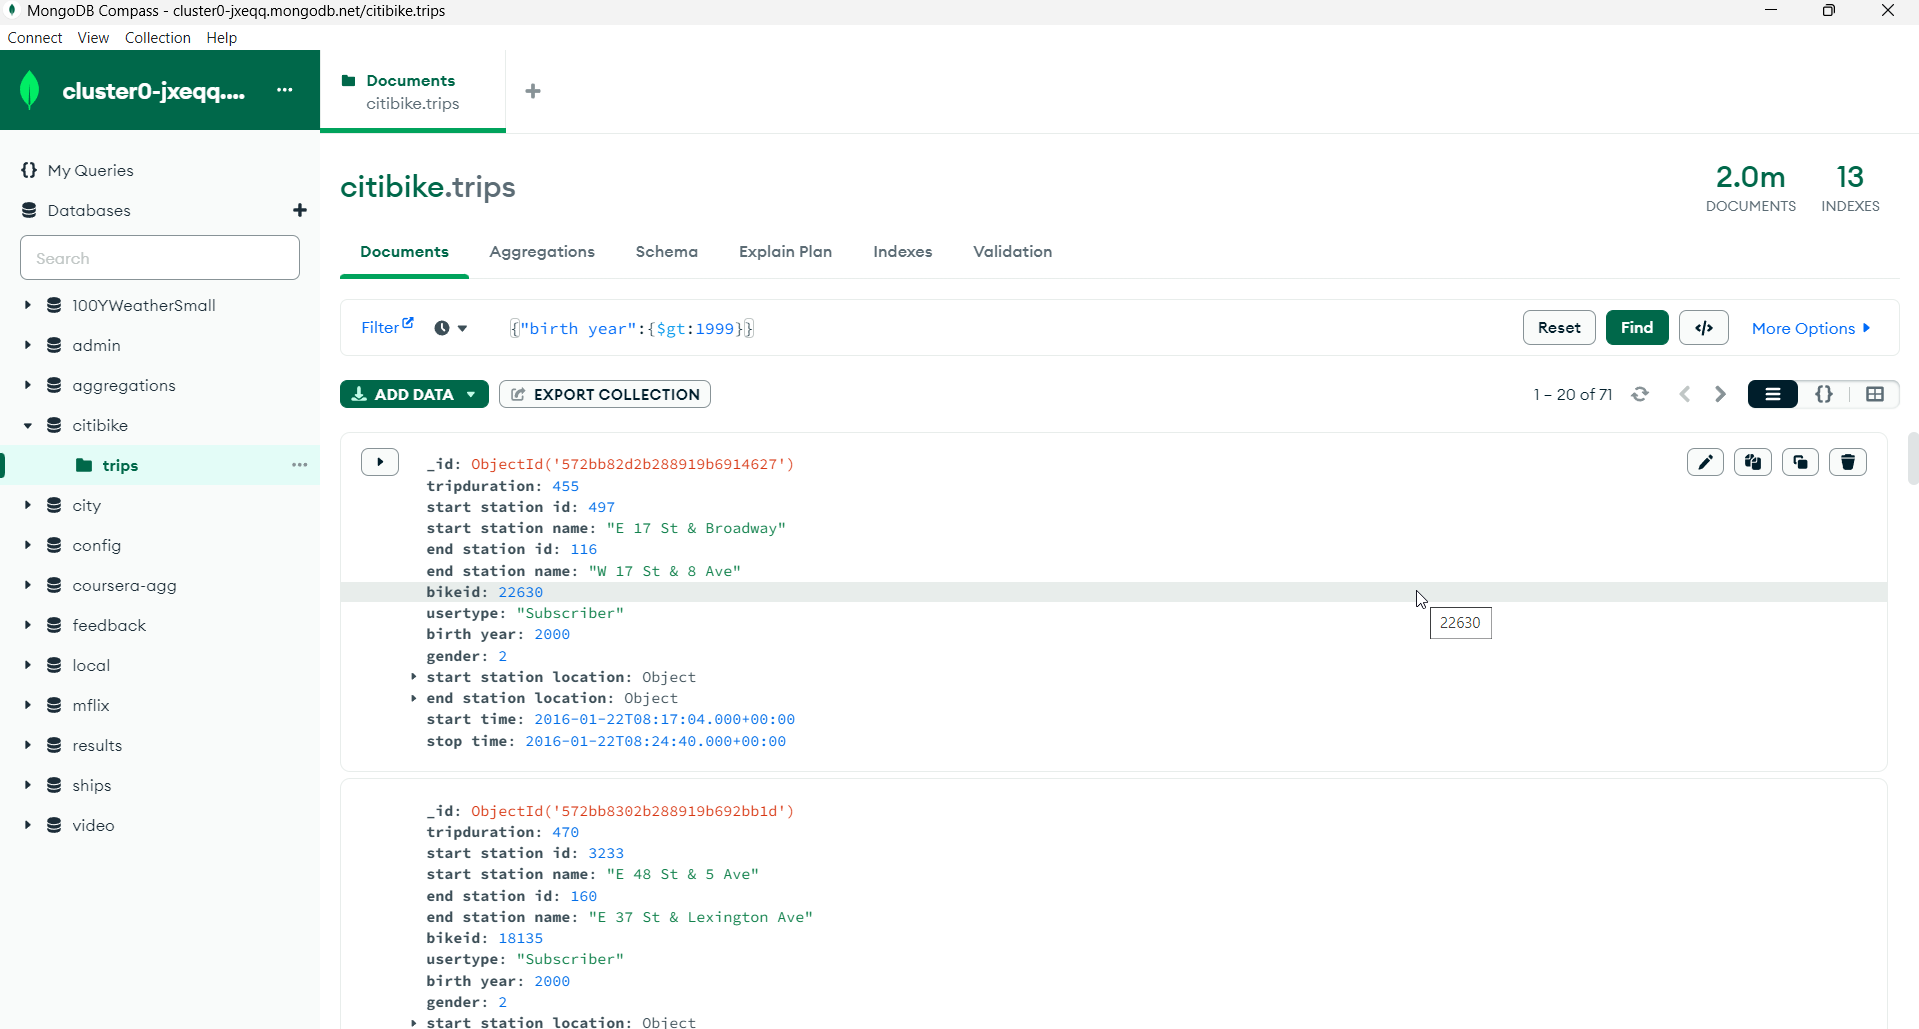 MongoDB Compass - cluster0-jxeqq.mongodb.net/citibike.trips
Connect View Collection Help
cluster0-jxeqq.... ...
Documents
citibike.trips
+
{} My Queries
Databases +
Search
100YWeatherSmall
admin
aggregations
citibike
trips ...
city
config
coursera-agg
feedback
local
mflix
results
ships
video
citibike.trips
2.0m DOCUMENTS
13 INDEXES
Documents Aggregations Schema Explain Plan Indexes Validation
Filter {"birth year":{$gt:1999}} Reset Find </> More Options
ADD DATA EXPORT COLLECTION 1 – 20 of 71 {}
_id: ObjectId('572bb82d2b288919b6914627')
tripduration: 455
start station id: 497
start station name: "E 17 St & Broadway"
end station id: 116
end station name: "W 17 St & 8 Ave"
bikeid: 22630
22630
usertype: "Subscriber"
birth year: 2000
gender: 2
start station location: Object
end station location: Object
start time: 2016-01-22T08:17:04.000+00:00
stop time: 2016-01-22T08:24:40.000+00:00
_id: ObjectId('572bb8302b288919b692bb1d')
tripduration: 470
start station id: 3233
start station name: "E 48 St & 5 Ave"
end station id: 160
end station name: "E 37 St & Lexington Ave"
bikeid: 18135
usertype: "Subscriber"
birth year: 2000
gender: 2
start station location: Object